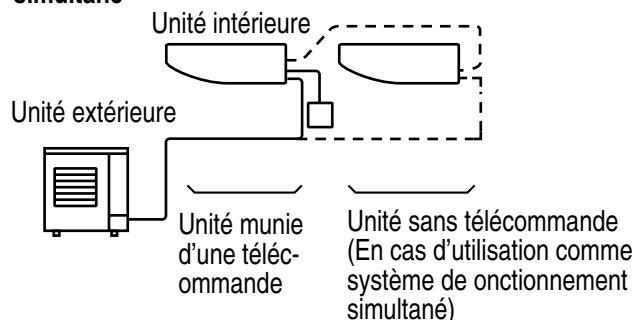 Unité intérieure
Unité extérieure
Unité munie
d'une téléc-
ommande
Unité sans télécommande
(En cas d'utilisation comme
système de onctionnement
simultané)